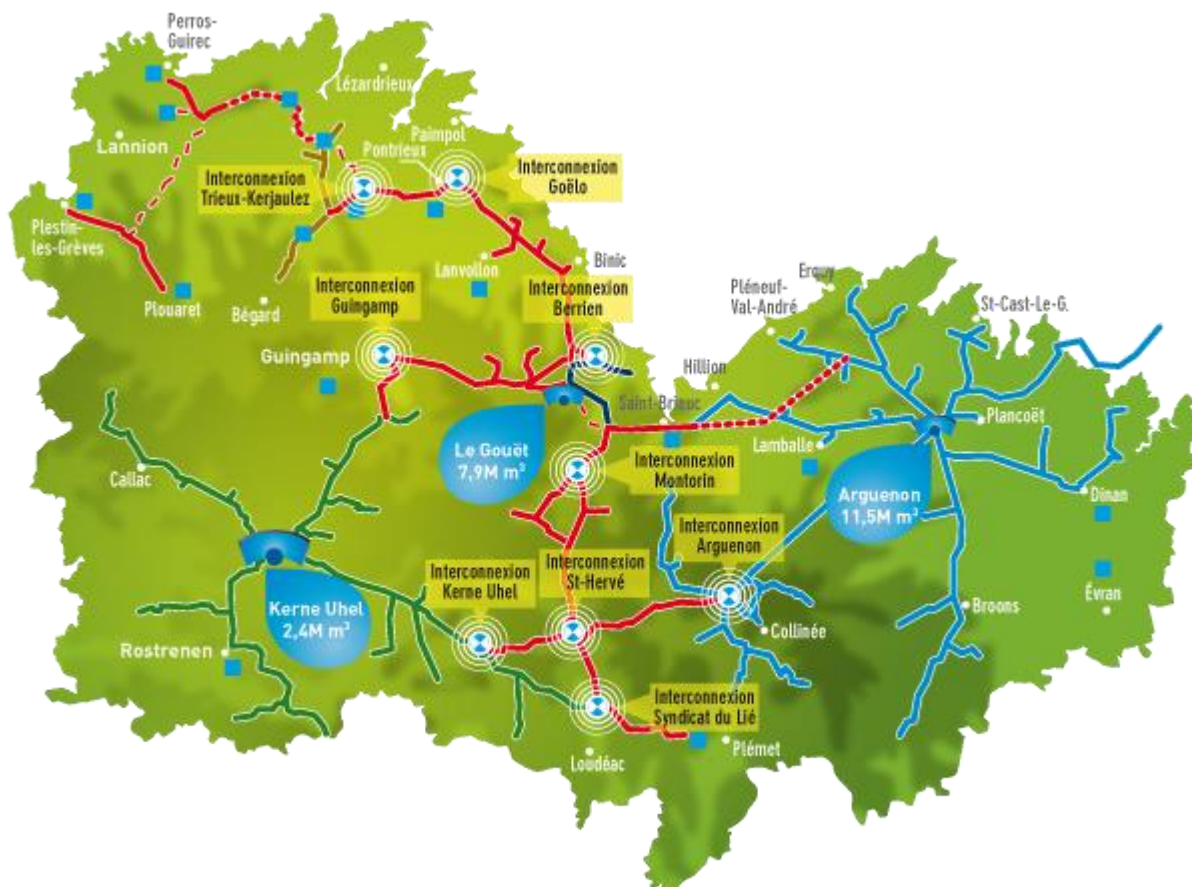 Perros-
Guirec
Lézardrieux
Lannion
Paimpol
Pontrieux
Interconnexion
Trieux-Kerjaulez
Interconnexion
Goëlo
Plestin-
les-Grèves
Plouaret
Bégard
Lanvollon
Binic
Interconnexion
Guingamp
Interconnexion
Berrien
Erquy
Pléneuf-
Val-André
St-Cast-Le-G.
Guingamp
Hillion
Saint-Brieuc
Plancoët
Lamballe
Le Gouët
7,9M m³
Interconnexion
Montorin
Callac
Arguenon
11,5M m³
Dinan
Interconnexion
Arguenon
Interconnexion
Kerne Uhel
Interconnexion
St-Hervé
Kerne Uhel
2,4M m³
Évran
Broons
Collinée
Rostrenen
Interconnexion
Syndicat du Lié
Plémet
Loudéac